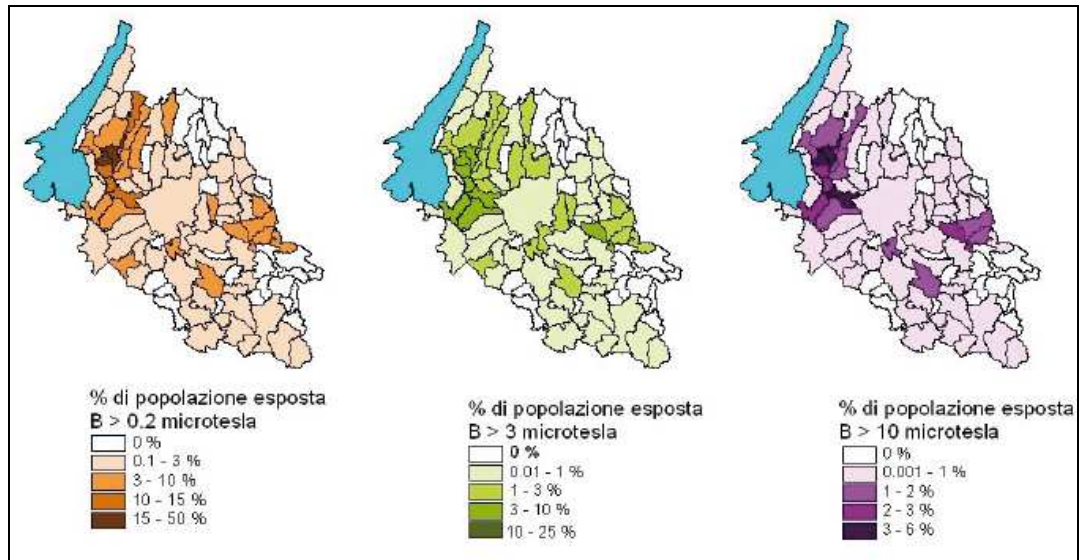 % di popolazione esposta
B > 0.2 microtesla
0 %
0.1 - 3 %
3 - 10 %
10 - 15 %
15 - 50 %
% di popolazione esposta
B > 3 microtesla
0 %
0.01 - 1 %
1 - 3 %
3 - 10 %
10 - 25 %
% di popolazione esposta
B > 10 microtesla
0 %
0.001 - 1 %
1 - 2 %
2 - 3 %
3 - 6 %